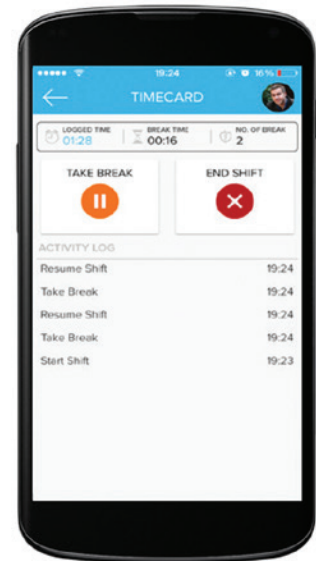 19:24 16%
TIMECARD
LOGGED TIME BREAK TIME NO. OF BREAK
01:28 00:16 2
TAKE BREAK END SHIFT
ACTIVITY LOG
Resume Shift 19:24
Take Break 19:24
Resume Shift 19:24
Take Break 19:24
Start Shift 19:23